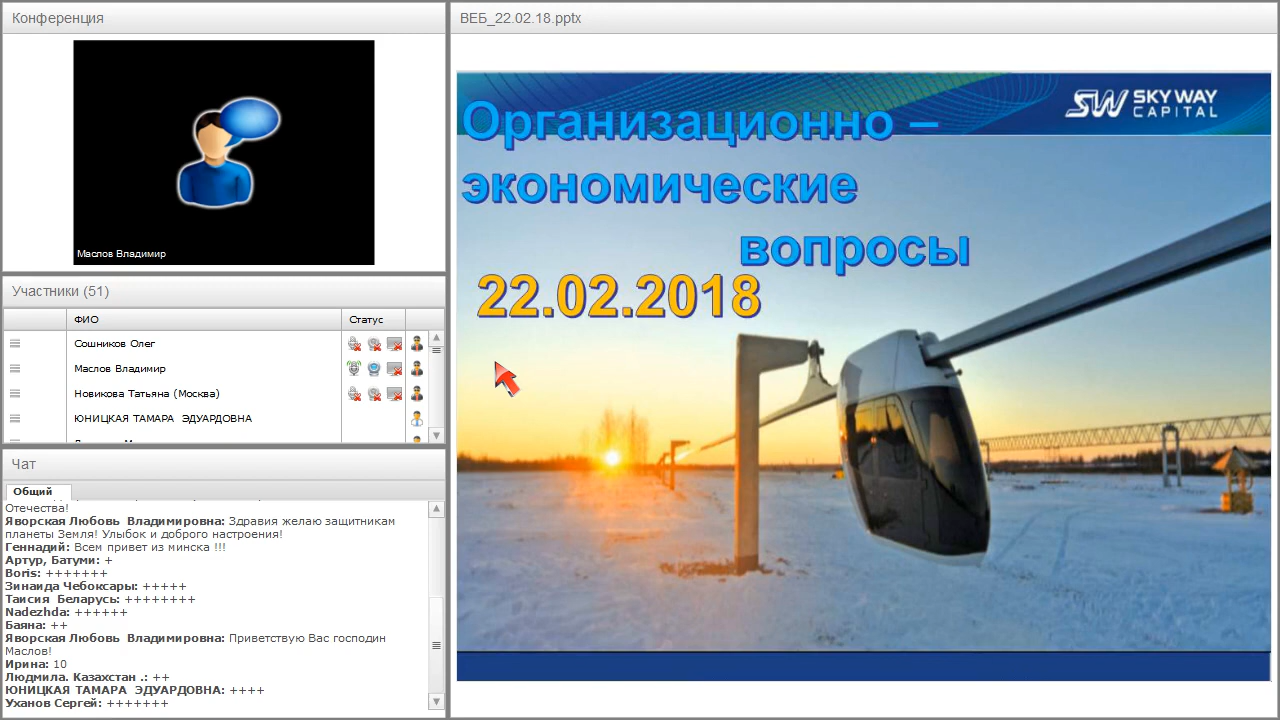 Конференция
Маслов Владимир
Участники (51)
ФИО
Статус
Сошников Олег
Маслов Владимир
Новикова Татьяна (Москва)
ЮНИЦКАЯ ТАМАРА ЭДУАРДОВНА
Чат
Общий
Отечества!
Яворская Любовь Владимировна: Здравия желаю защитникам
планеты Земля! Улыбок и доброго настроения!
Геннадий: Всем привет из минска !!!
Артур, Батуми: +
Boris: +++++++
Зинаида Чебоксары: +++++
Таисия Беларусь: ++++++++
Nadezhda: ++++++
Баяна: ++
Яворская Любовь Владимировна: Приветствую Вас господин
Маслов!
Ирина: 10
Людмила. Казахстан .: ++
ЮНИЦКАЯ ТАМАРА ЭДУАРДОВНА: ++++
Уханов Сергей: +++++++
ВЕБ_22.02.18.pptx
SW SKY WAY
CAPITAL
Организационно –
экономические
вопросы
22.02.2018